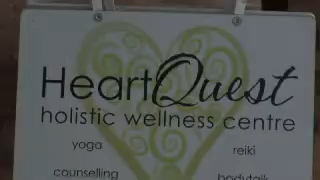 HeartQuest
holistic wellness centre
yoga reiki
counselling bodytalk